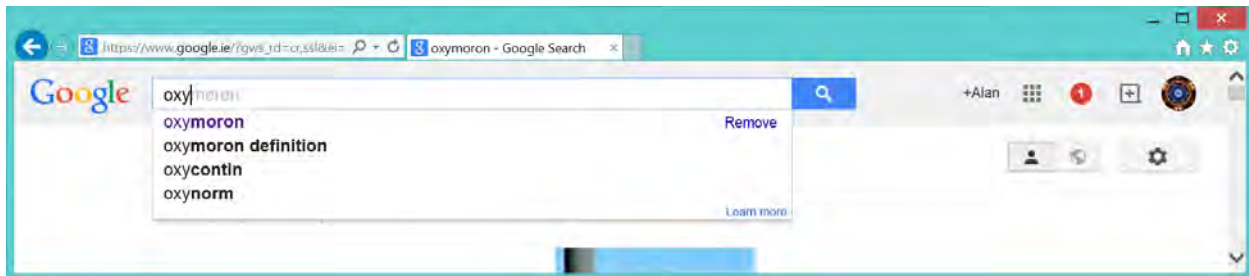 https://www.google.ie/?gws_rd=cr,ssl&ei=
oxymoron - Google Search
Google
oxymoron
+Alan
1
oxymoron
Remove
oxymoron definition
oxycontin
oxynorm
Learn more